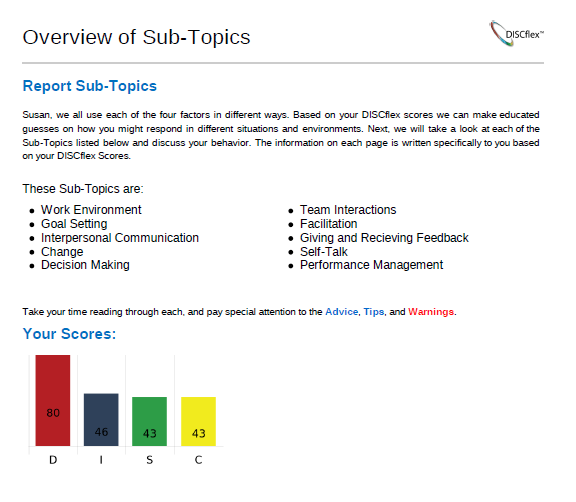 Overview of Sub-Topics
DISCflex™
Report Sub-Topics
Susan, we all use each of the four factors in different ways. Based on your DISCflex scores we can make educated
guesses on how you might respond in different situations and environments. Next, we will take a look at each of the
Sub-Topics listed below and discuss your behavior. The information on each page is written specifically to you based
on your DISCflex Scores.
These Sub-Topics are:
• Work Environment
• Goal Setting
• Interpersonal Communication
• Change
• Decision Making
• Team Interactions
• Facilitation
• Giving and Recieving Feedback
• Self-Talk
• Performance Management
Take your time reading through each, and pay special attention to the Advice, Tips, and Warnings.
Your Scores:
80 46 43 43
D I S C